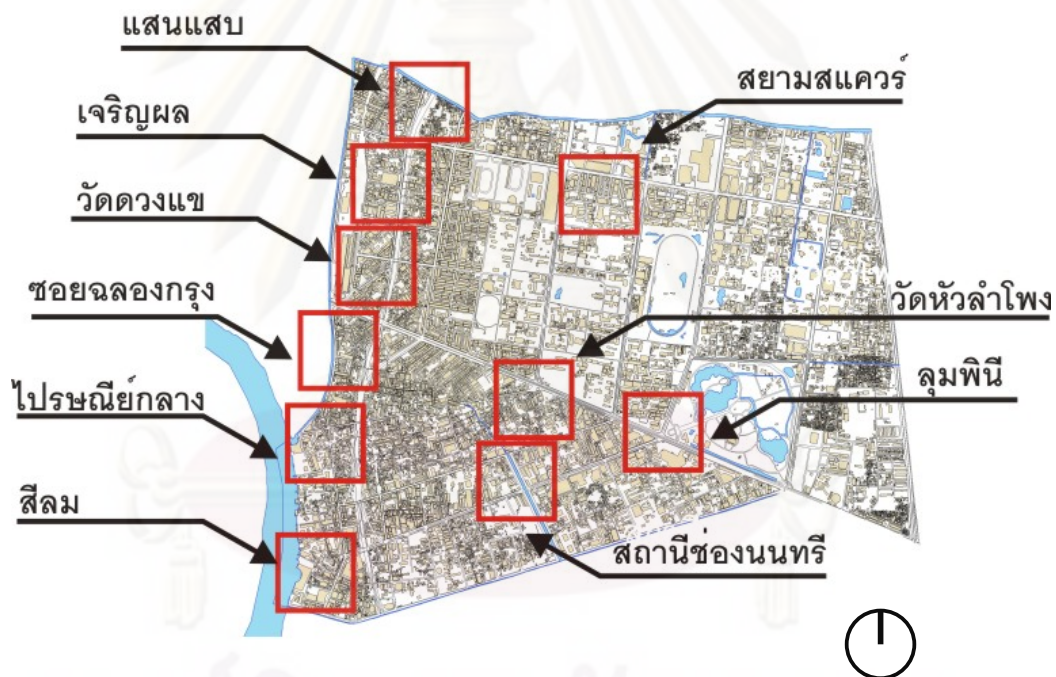 แสนแสบ
สยามสแควร์
เจริญผล
วัดดวงแข
ซอยฉลองกรุง
วัดหัวลำโพง
ไปรษณีย์กลาง
ลุมพินี
สีลม
สถานีช่องนนทรี